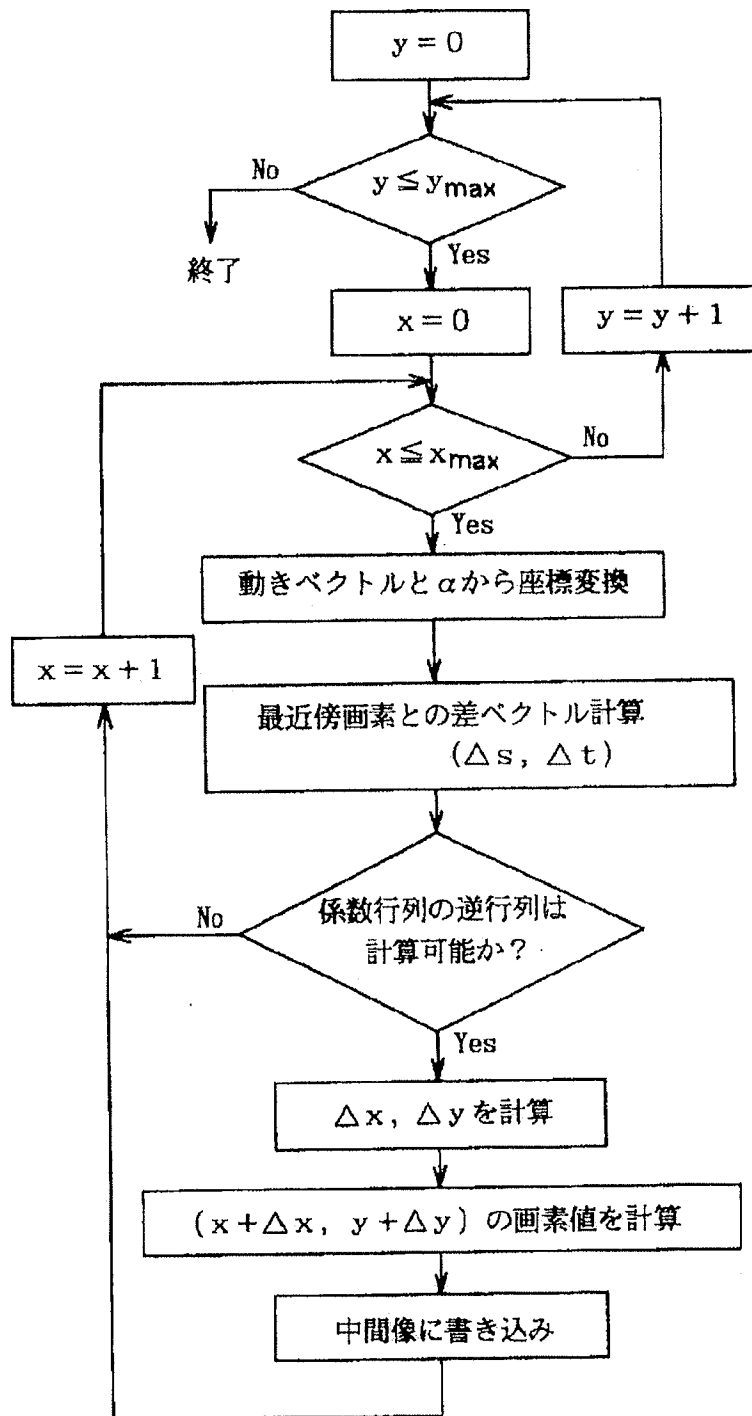 y＝0
No
y≦ymax
Yes
終了
x＝0
y＝y＋1
x≦xmax
No
Yes
動きベクトルとαから座標変換
x＝x＋1
最近傍画素との差ベクトル計算
(△s, △t)
係数行列の逆行列は
計算可能か？
No
Yes
△x, △yを計算
(x＋△x, y＋△y)の画素値を計算
中間像に書き込み